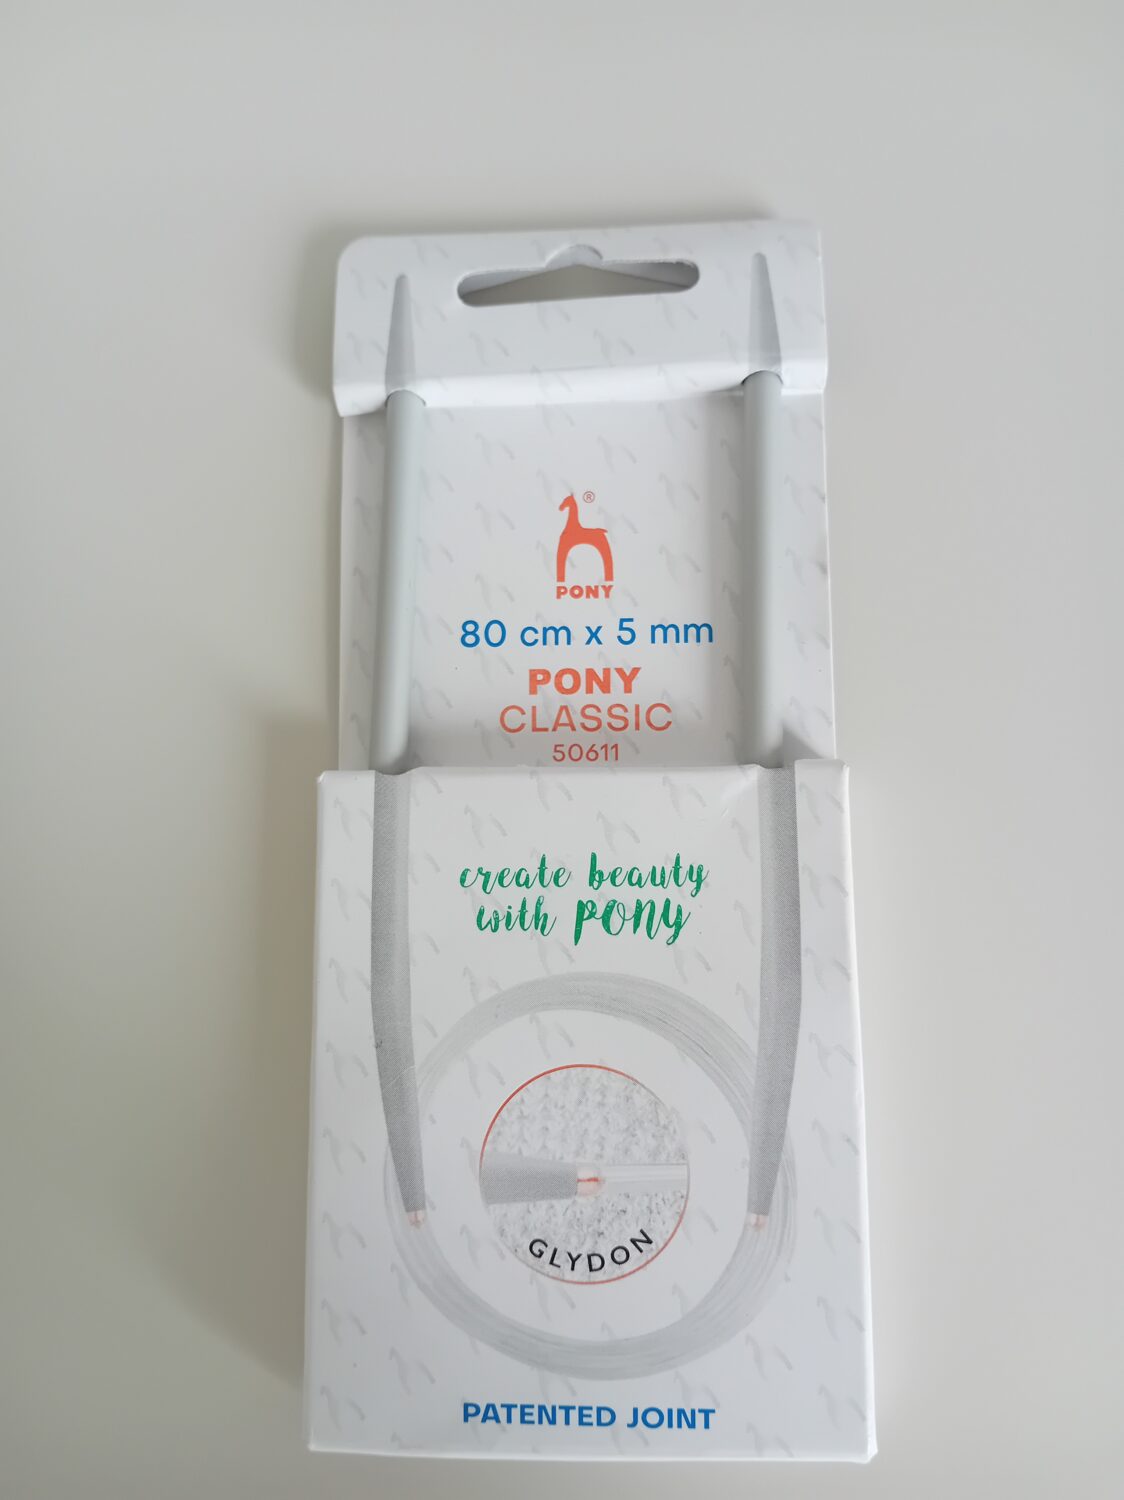 ®
PONY
80 cm x 5 mm
PONY
CLASSIC
50611
create beauty
with PONY
GLYDON
PATENTED JOINT